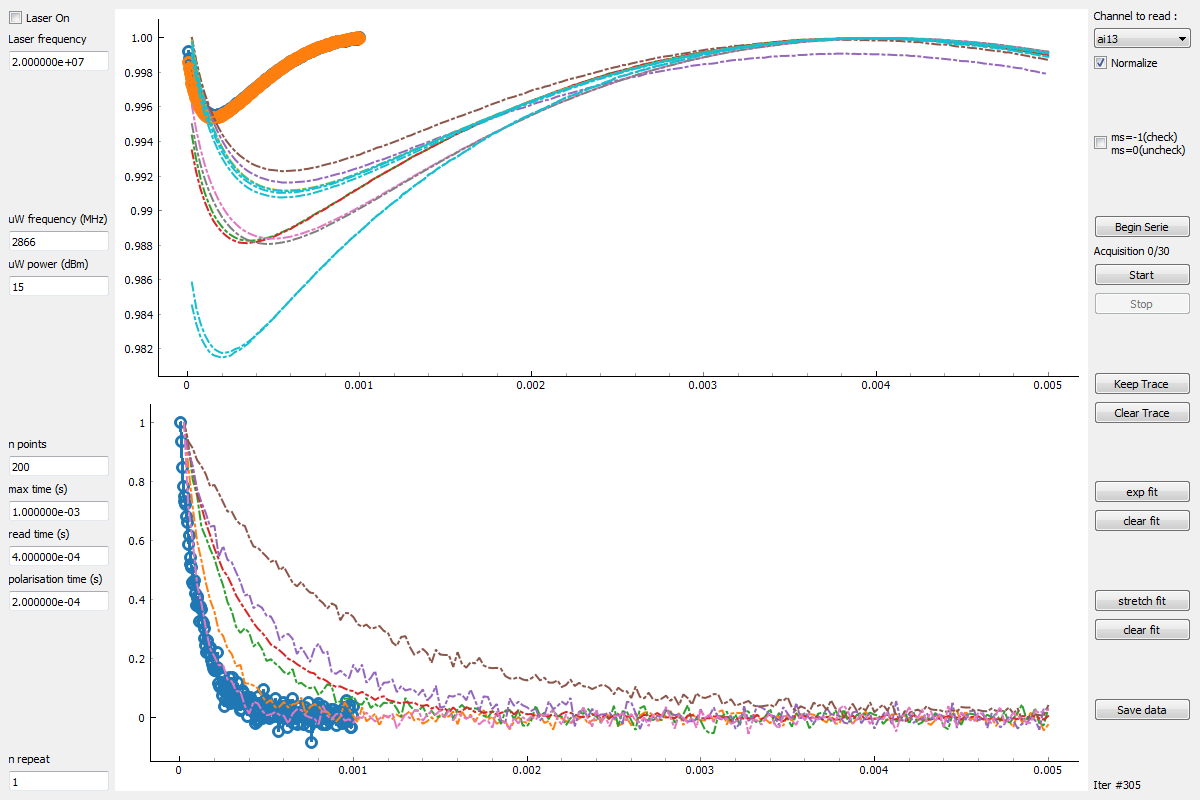 Laser On
Laser frequency
2.000000e+07
uW frequency (MHz)
2866
uW power (dBm)
15
n points
200
max time (s)
1.000000e-03
read time (s)
4.000000e-04
polarisation time (s)
2.000000e-04
n repeat
1
1.00
0.998
0.996
0.994
0.992
0.99
0.988
0.986
0.984
0.982
0
0.001
0.002
0.003
0.004
0.005
1
0.8
0.6
0.4
0.2
0
0
0.001
0.002
0.003
0.004
0.005
Channel to read :
ai13
Normalize
ms=-1(check)
ms=0(uncheck)
Begin Serie
Acquisition 0/30
Start
Stop
Keep Trace
Clear Trace
exp fit
clear fit
stretch fit
clear fit
Save data
Iter #305